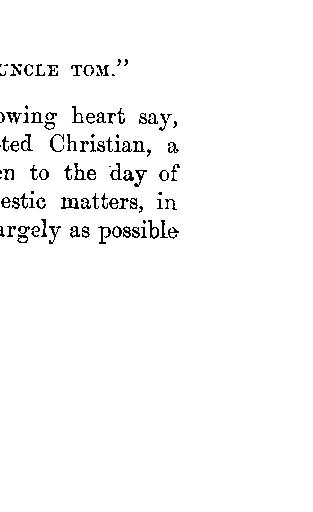 UNCLE TOM."
owing heart say,
ted Christian, a
en to the day of
estic matters, in
argely as possible